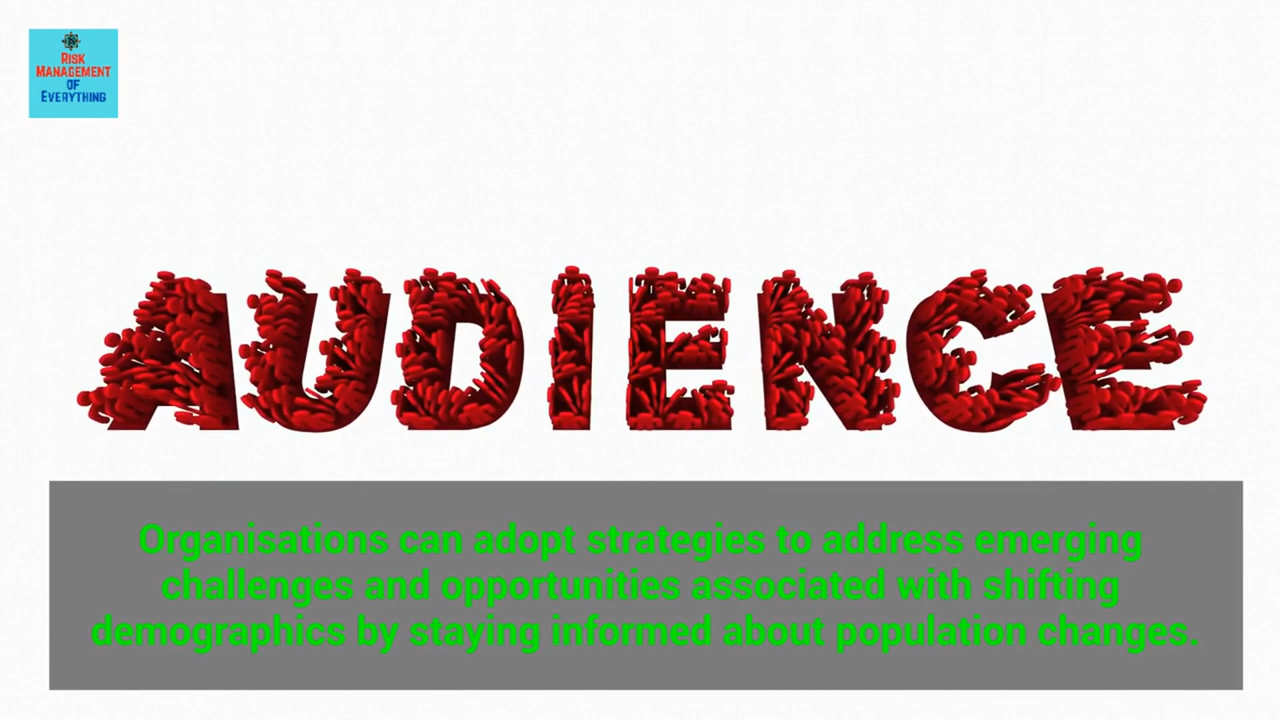 Risk
Management
of
Everything
AUDIENCE
Organisations can adopt strategies to address emerging
challenges and opportunities associated with shifting
demographics by staying informed about population changes.